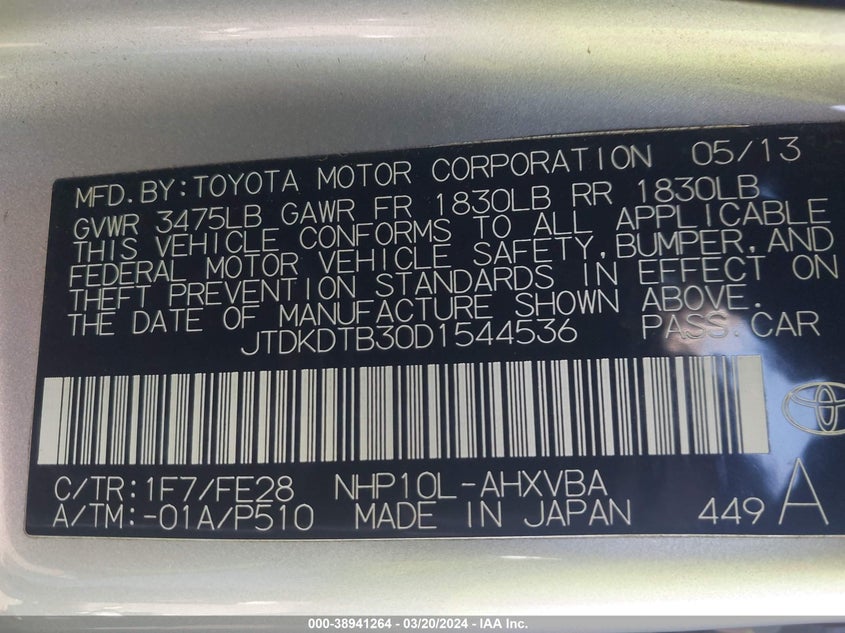 MFD.BY:TOYOTA MOTOR CORPORATION 05/13
GVWR 3475LB GAWR FR 1830LB RR 1830LB
THIS VEHICLE CONFORMS TO ALL APPLICABLE
FEDERAL MOTOR VEHICLE SAFETY,BUMPER,AND
THEFT PREVENTION STANDARDS IN EFFECT ON
THE DATE OF MANUFACTURE SHOWN ABOVE.
JTDKDTB30D1544536 PASS.CAR
C/TR:1F7/FE28 NHP10L-AHXVBA
A/TM:-01A/P510 MADE IN JAPAN 449 A
000-38941264 - 03/20/2024 - IAA Inc.